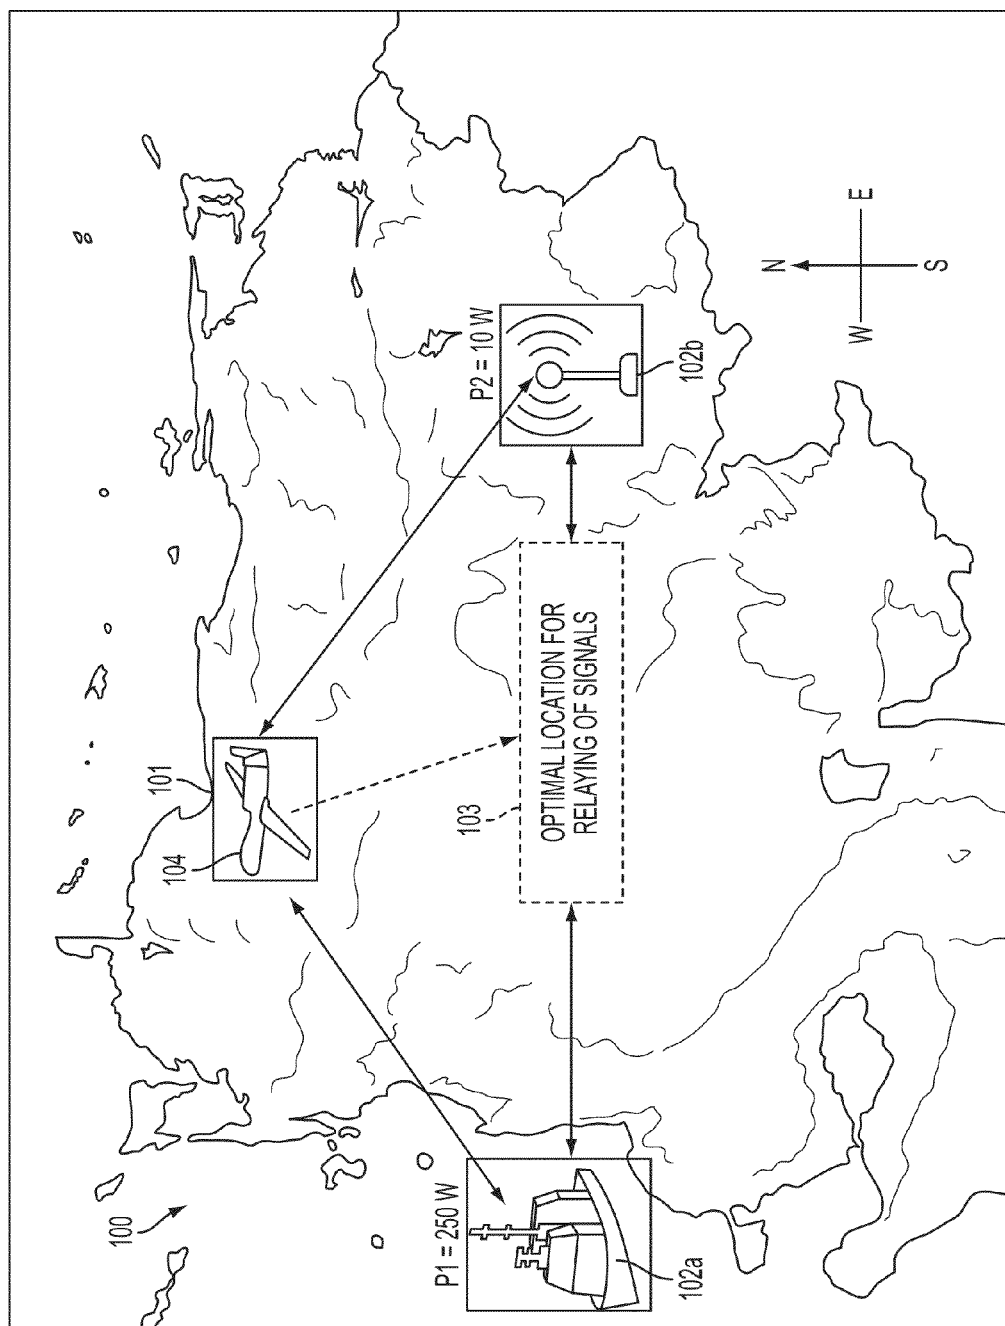 100
101
104
P1 = 250 W
102a
103
OPTIMAL LOCATION FOR
RELAYING OF SIGNALS
P2 = 10 W
102b
N
W
E
S